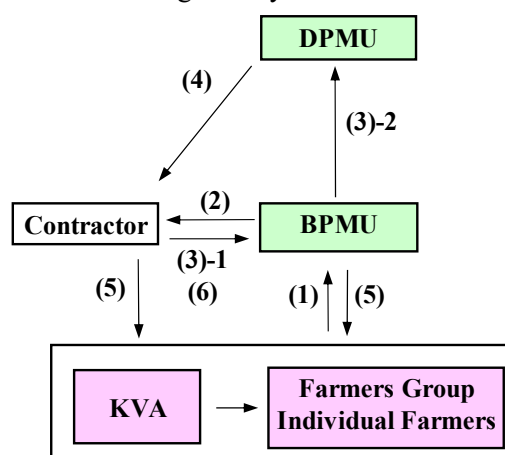 DPMU
(4)
(3)-2
(2)
Contractor
BPMU
(3)-1
(5)
(6)
(1)
(5)
KVA
Farmers Group
Individual Farmers